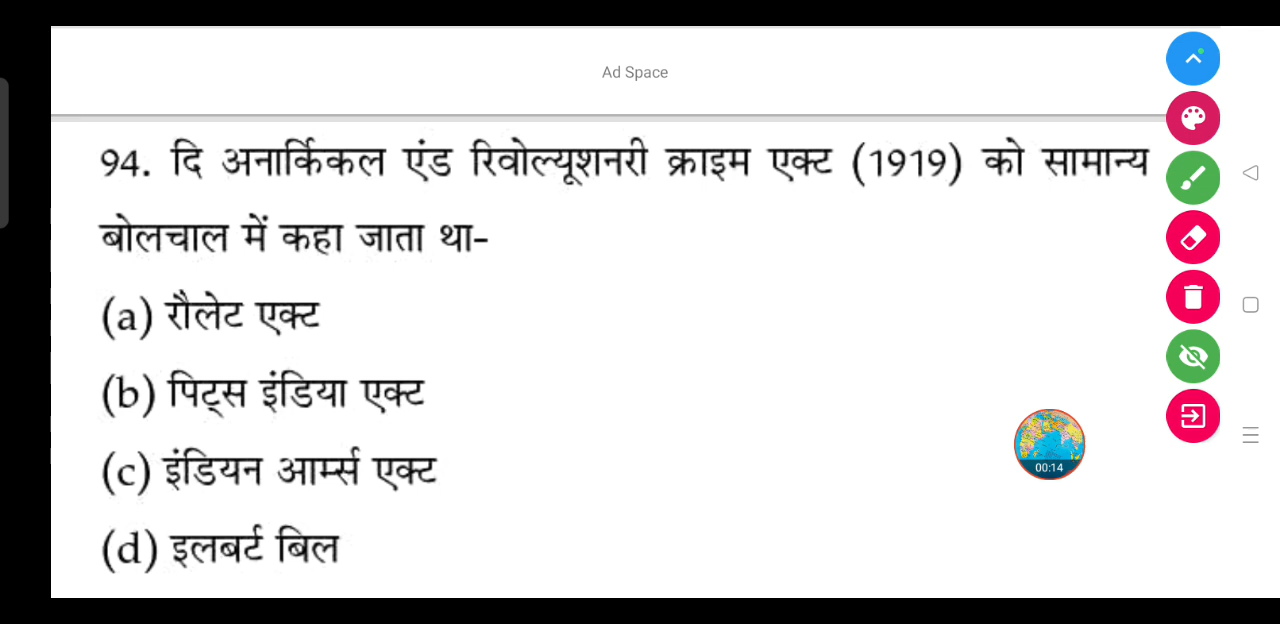 Ad Space
94. दि अनार्किकल एंड रिवोल्यूशनरी क्राइम एक्ट (1919) को सामान्य
बोलचाल में कहा जाता था-
(a) रौलेट एक्ट
(b) पिट्स इंडिया एक्ट
(c) इंडियन आर्म्स एक्ट
(d) इलबर्ट बिल
00:14